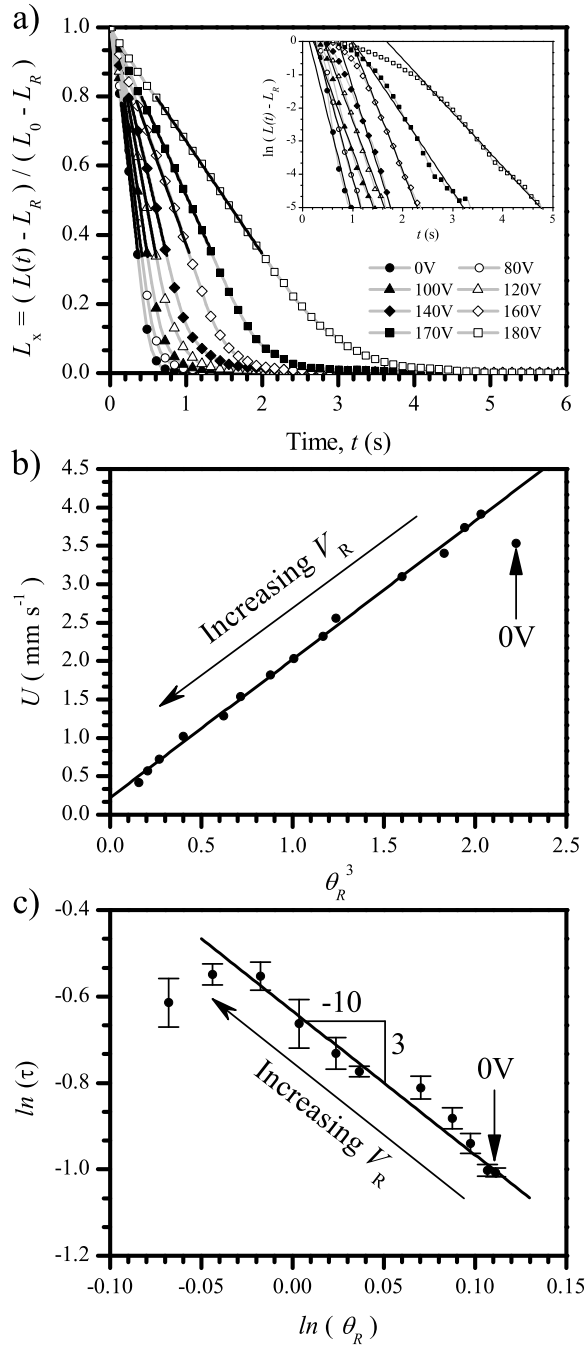 a)
1.0
0.8
0.6
0.4
0.2
0.0
L_x = ( L(t) - L_R ) / ( L_0 - L_R )
0
1
2
3
4
5
6
Time, t (s)
0
-1
-2
-3
-4
-5
ln ( L(t) - L_R )
0 1 2 3 4 5
t (s)
0V 80V
100V 120V
140V 160V
170V 180V
b)
4.5
4.0
3.5
3.0
2.5
2.0
1.5
1.0
0.5
0.0
U ( mm s⁻¹)
Increasing V_R
0V
0.0 0.5 1.0 1.5 2.0 2.5
θ_R³
c)
-0.4
-0.6
-0.8
-1.0
-1.2
ln (τ)
-10
3
0V
Increasing V_R
-0.10 -0.05 0.00 0.05 0.10 0.15
ln ( θ_R )